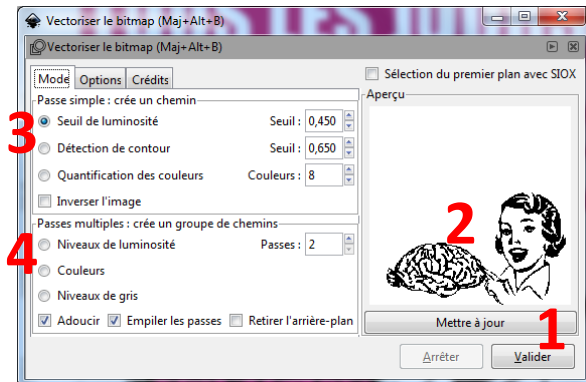 Vectoriser le bitmap (Maj+Alt+B)
Vectoriser le bitmap (Maj+Alt+B)
Mode Options Crédits
Sélection du premier plan avec SIOX
Passe simple : crée un chemin
Aperçu
3
Seuil de luminosité Seuil : 0,450
Détection de contour Seuil : 0,650
Quantification des couleurs Couleurs : 8
Inverser l'image
Passes multiples : crée un groupe de chemins
2
4
Niveaux de luminosité Passes : 2
Couleurs
Niveaux de gris
Adoucir Empiler les passes Retirer l'arrière-plan
Mettre à jour
1
Arrêter Valider